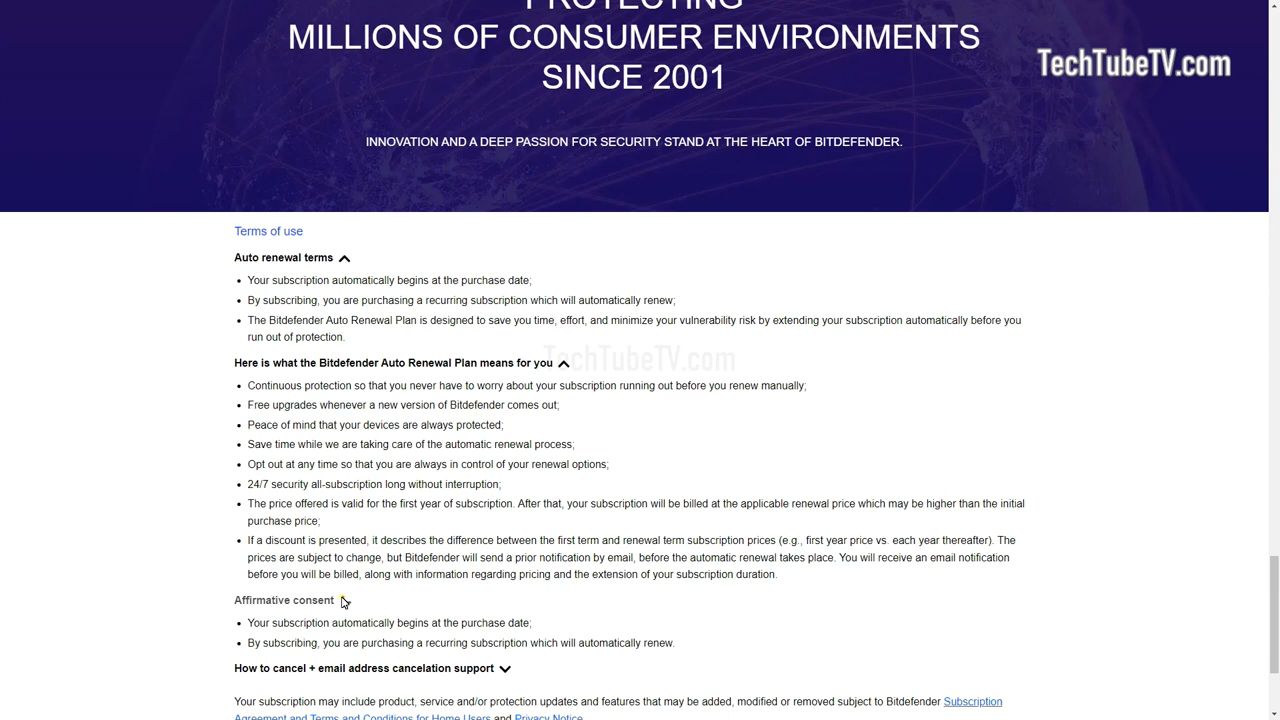 PROTECTING
MILLIONS OF CONSUMER ENVIRONMENTS
SINCE 2001
TechTubeTV.com
INNOVATION AND A DEEP PASSION FOR SECURITY STAND AT THE HEART OF BITDEFENDER.
Terms of use
Auto renewal terms
• Your subscription automatically begins at the purchase date;
• By subscribing, you are purchasing a recurring subscription which will automatically renew;
• The Bitdefender Auto Renewal Plan is designed to save you time, effort, and minimize your vulnerability risk by extending your subscription automatically before you
run out of protection.
TechTubeTV.com
Here is what the Bitdefender Auto Renewal Plan means for you
• Continuous protection so that you never have to worry about your subscription running out before you renew manually;
• Free upgrades whenever a new version of Bitdefender comes out;
• Peace of mind that your devices are always protected;
• Save time while we are taking care of the automatic renewal process;
• Opt out at any time so that you are always in control of your renewal options;
• 24/7 security all-subscription long without interruption;
• The price offered is valid for the first year of subscription. After that, your subscription will be billed at the applicable renewal price which may be higher than the initial
purchase price;
• If a discount is presented, it describes the difference between the first term and renewal term subscription prices (e.g., first year price vs. each year thereafter). The
prices are subject to change, but Bitdefender will send a prior notification by email, before the automatic renewal takes place. You will receive an email notification
before you will be billed, along with information regarding pricing and the extension of your subscription duration.
Affirmative consent
• Your subscription automatically begins at the purchase date;
• By subscribing, you are purchasing a recurring subscription which will automatically renew.
How to cancel + email address cancelation support
Your subscription may include product, service and/or protection updates and features that may be added, modified or removed subject to Bitdefender Subscription
Agreement and Terms and Conditions for Home Users and Privacy Notice.